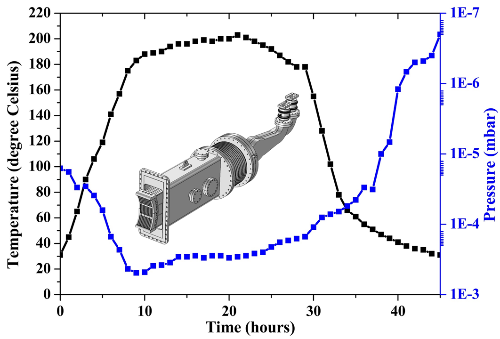 Temperature (degree Celsius)
220
200
180
160
140
120
100
80
60
40
20
0
0 10 20 30 40
Time (hours)
1E-7
1E-6
1E-5
1E-4
1E-3
Pressure (mbar)